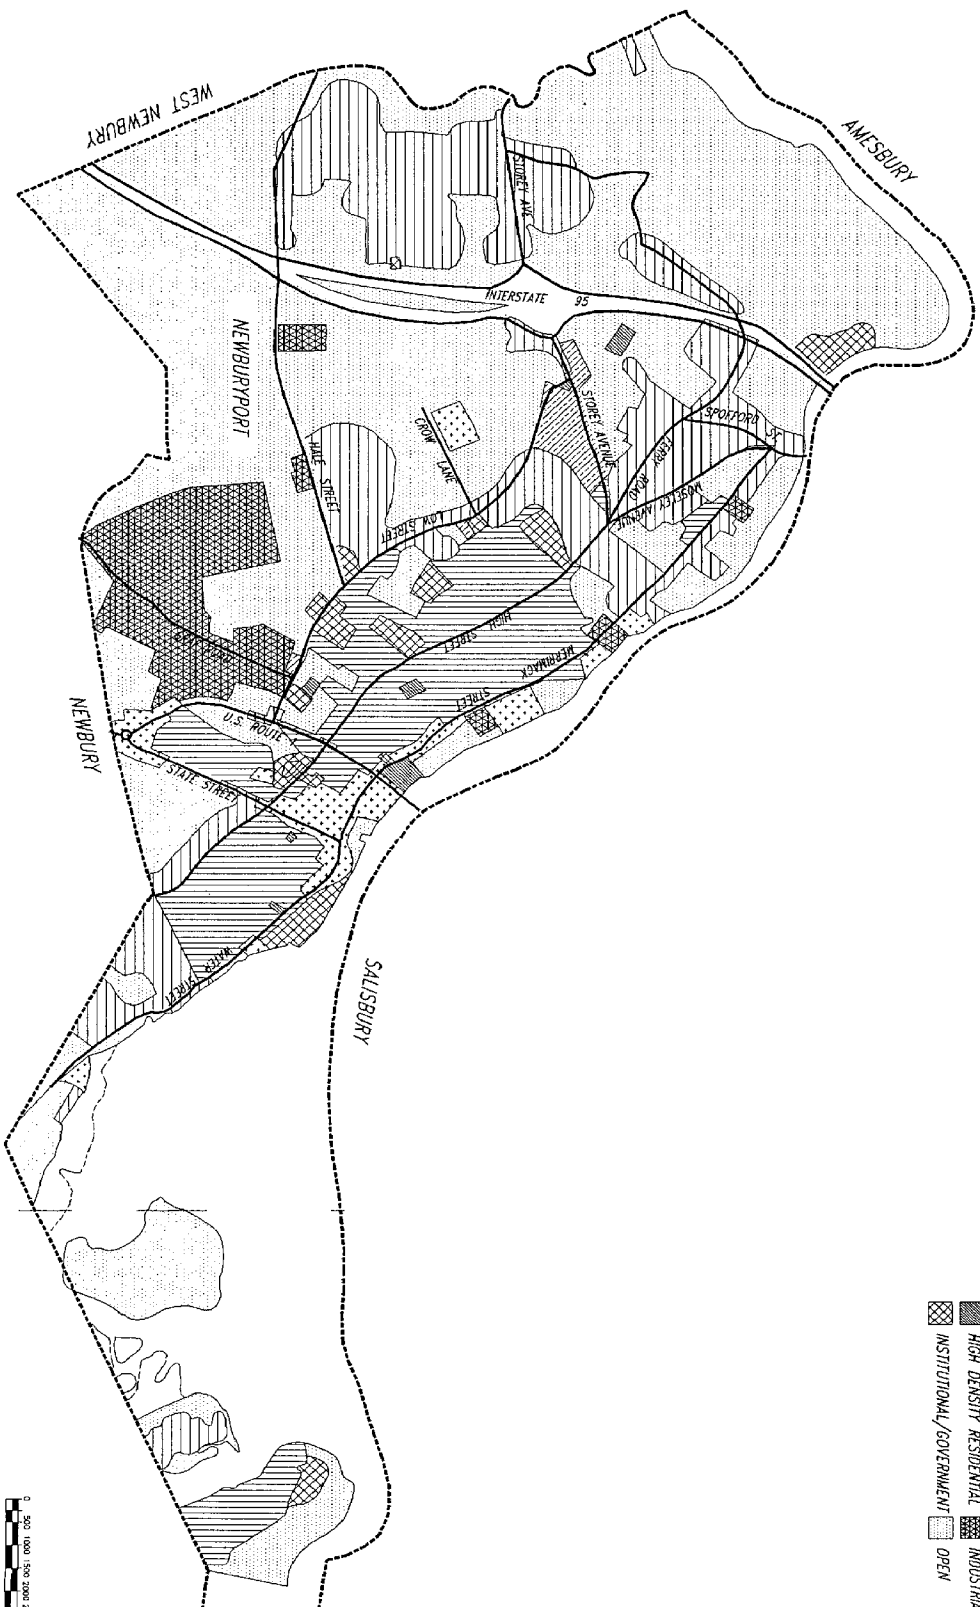 AMESBURY
WEST NEWBURY
STOREY AVE
INTERSTATE 95
SPOFFORD ST.
STOREY AVENUE
FERRY ROAD
MOSELEY AVENUE
CROW LANE
NEWBURYPORT
HALE STREET
LOW STREET
HIGH STREET
MERRIMACK STREET
U.S. ROUTE
1
STATE STREET
NEWBURY
WATER STREET
SALISBURY
HIGH DENSITY RESIDENTIAL
INSTITUTIONAL/GOVERNMENT
OPEN
0 500 1000 1500 2000